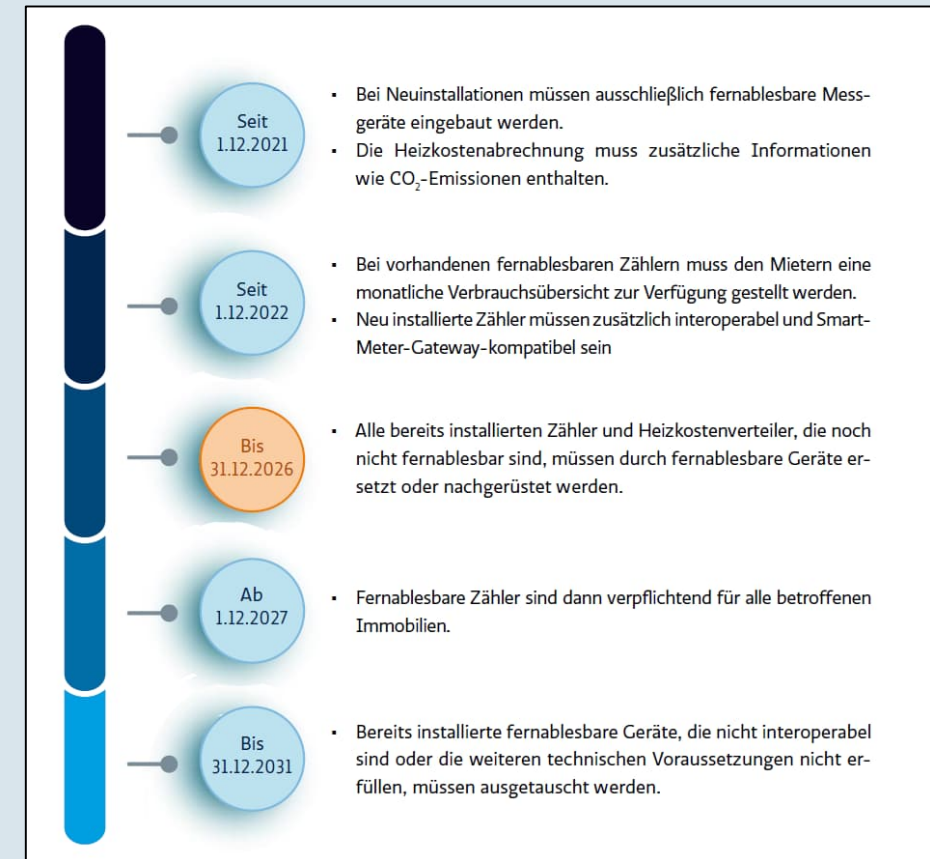 Seit
1.12.2021
▪ Bei Neuinstallationen müssen ausschließlich fernablesbare Mess-
geräte eingebaut werden.
▪ Die Heizkostenabrechnung muss zusätzliche Informationen
wie CO₂-Emissionen enthalten.
Seit
1.12.2022
▪ Bei vorhandenen fernablesbaren Zählern muss den Mietern eine
monatliche Verbrauchsübersicht zur Verfügung gestellt werden.
▪ Neu installierte Zähler müssen zusätzlich interoperabel und Smart-
Meter-Gateway-kompatibel sein
Bis
31.12.2026
▪ Alle bereits installierten Zähler und Heizkostenverteiler, die noch
nicht fernablesbar sind, müssen durch fernablesbare Geräte er-
setzt oder nachgerüstet werden.
Ab
1.12.2027
▪ Fernablesbare Zähler sind dann verpflichtend für alle betroffenen
Immobilien.
Bis
31.12.2031
▪ Bereits installierte fernablesbare Geräte, die nicht interoperabel
sind oder die weiteren technischen Voraussetzungen nicht er-
füllen, müssen ausgetauscht werden.